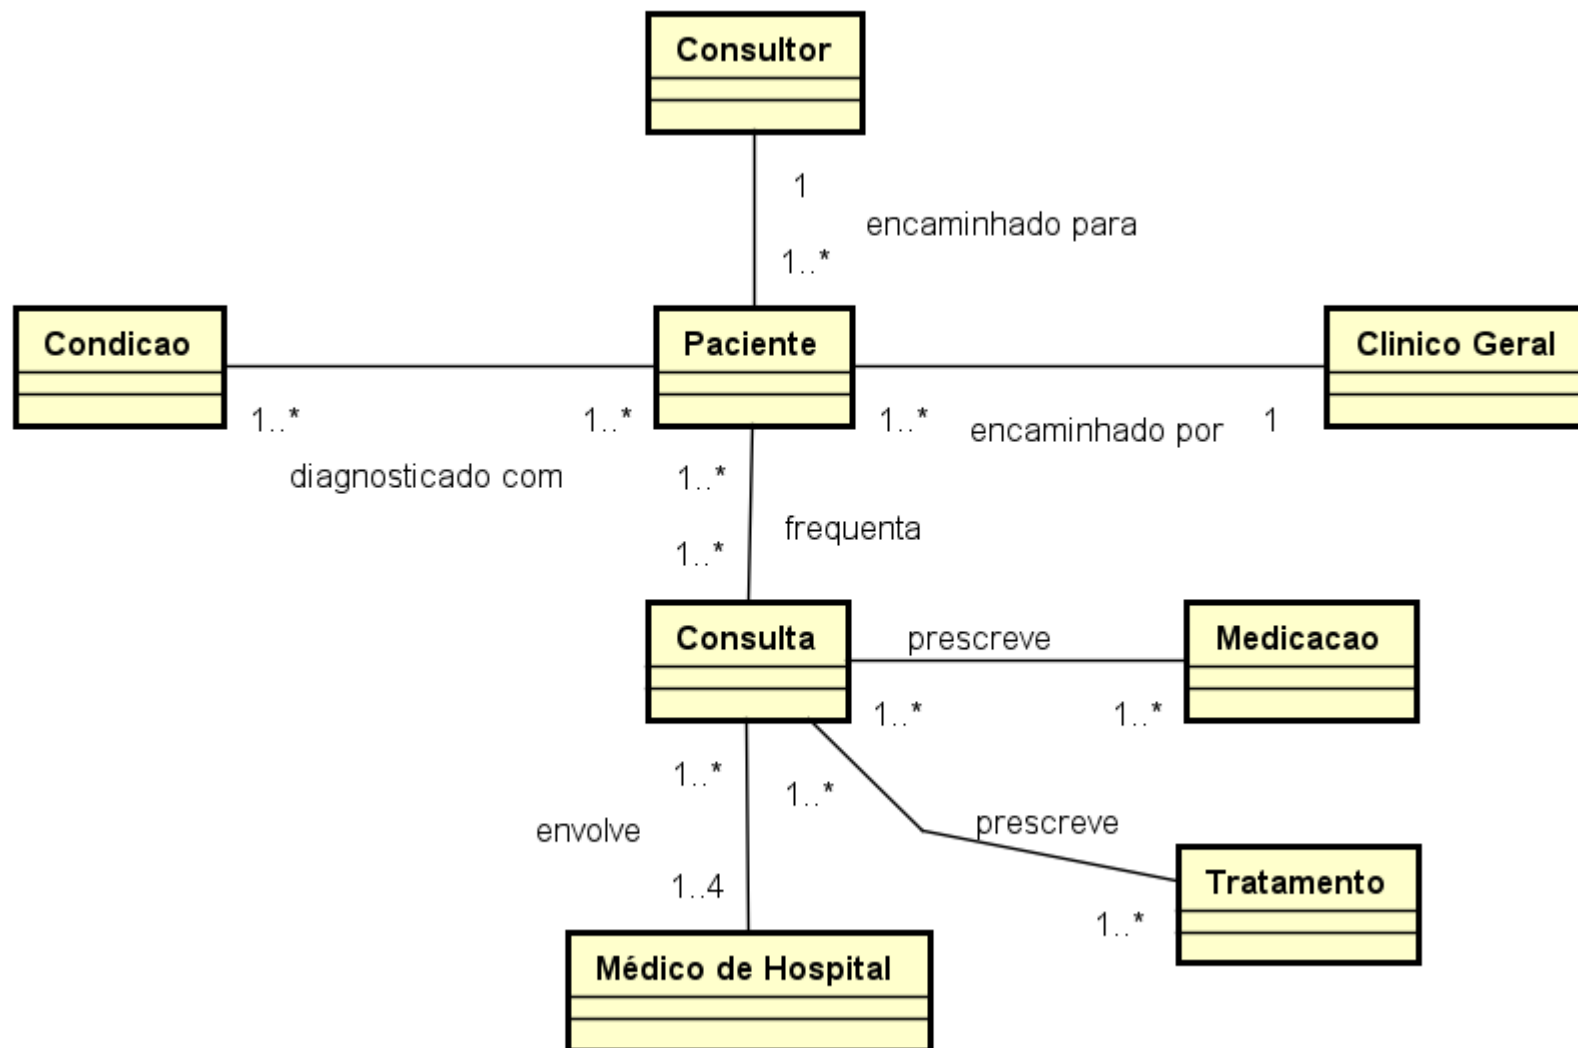 Consultor
1
encaminhado para
1..*
Condicao
Paciente
Clinico Geral
1..*
1..*
1..*
encaminhado por
1
diagnosticado com
1..*
frequenta
1..*
Consulta
prescreve
Medicacao
1..*
1..*
1..*
1..*
envolve
prescreve
1..4
Tratamento
1..*
Médico de Hospital